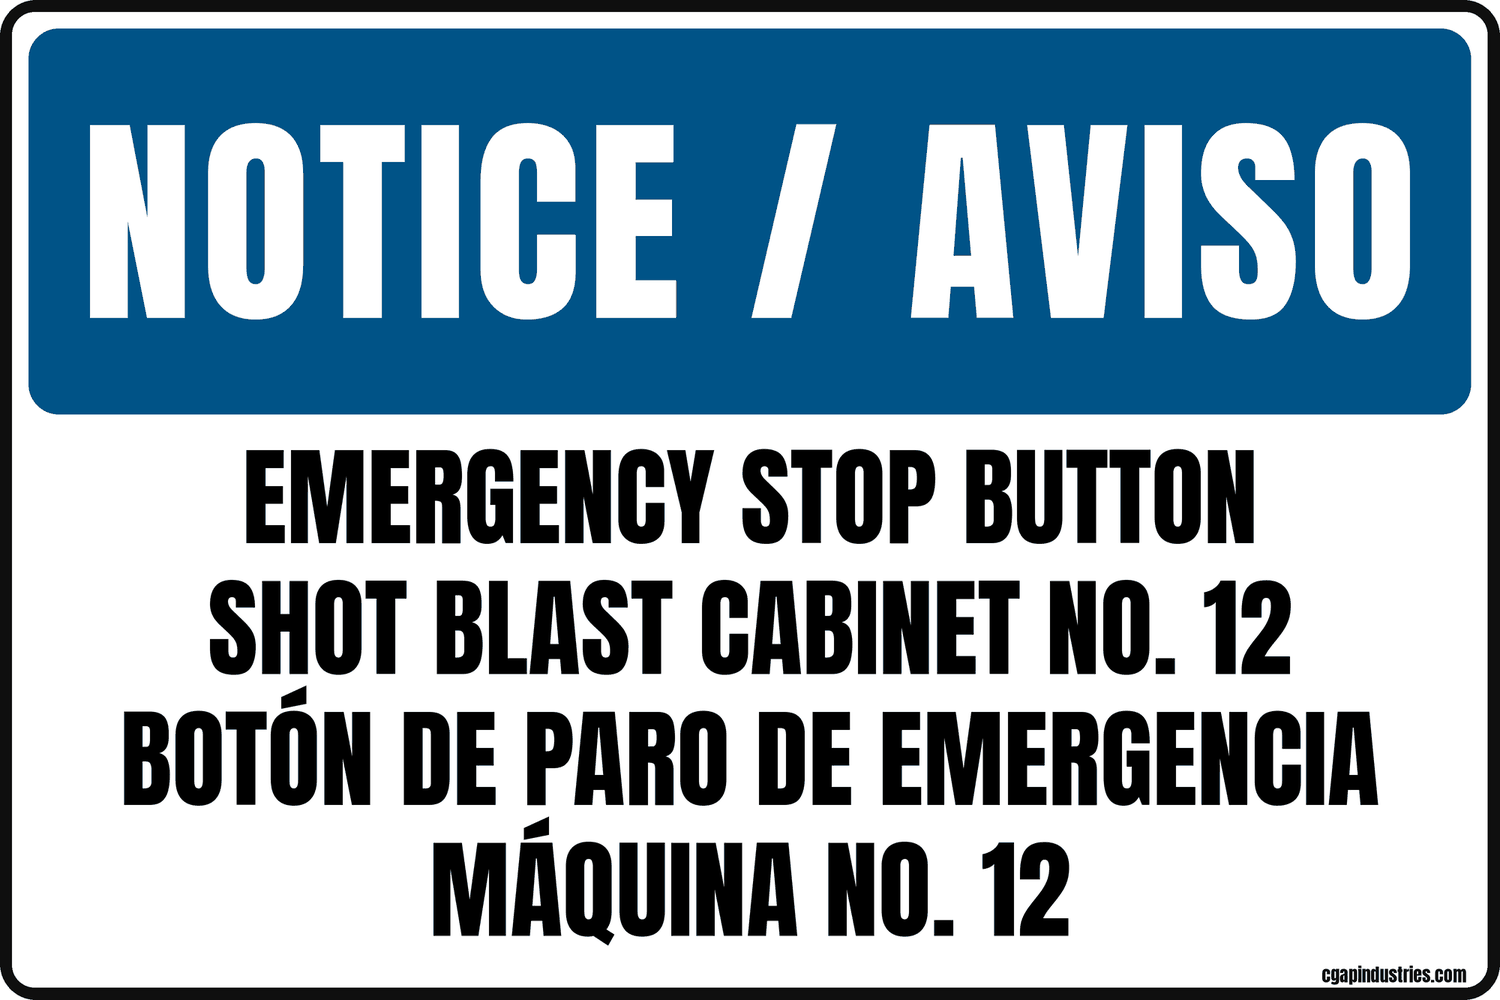 NOTICE / AVISO
EMERGENCY STOP BUTTON
SHOT BLAST CABINET NO. 12
BOTÓN DE PARO DE EMERGENCIA
MÁQUINA NO. 12
cgapindustries.com